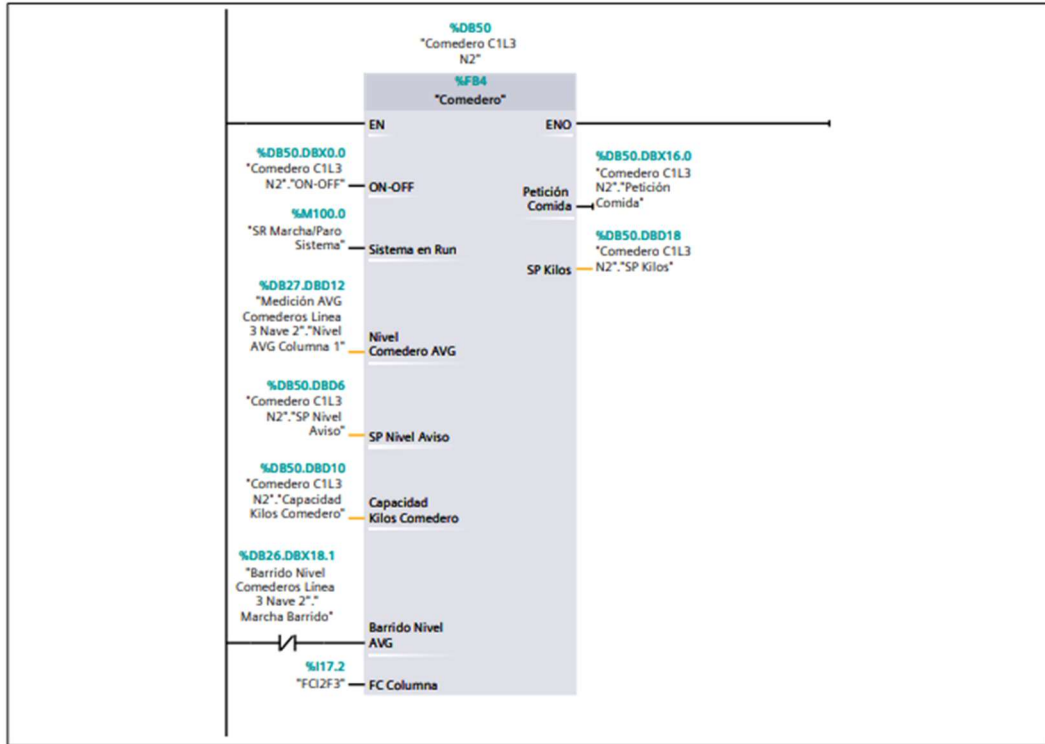 %DB50
"Comedero C1L3
N2"
%FB4
"Comedero"
EN
ENO
%DB50.DBX0.0
"Comedero C1L3
N2"."ON-OFF"
ON-OFF
%DB50.DBX16.0
"Comedero C1L3
N2"."Petición
Comida"
Petición
Comida
%M100.0
"SR Marcha/Paro
Sistema"
Sistema en Run
%DB50.DBD18
"Comedero C1L3
N2"."SP Kilos"
SP Kilos
%DB27.DBD12
"Medición AVG
Comederos Linea
3 Nave 2"."Nivel
AVG Columna 1"
Nivel
Comedero AVG
%DB50.DBD6
"Comedero C1L3
N2"."SP Nivel
Aviso"
SP Nivel Aviso
%DB50.DBD10
"Comedero C1L3
N2"."Capacidad
Kilos Comedero"
Capacidad
Kilos Comedero
%DB26.DBX18.1
"Barrido Nivel
Comederos Línea
3 Nave 2"."
Marcha Barrido"
Barrido Nivel
AVG
%I17.2
"FCI2F3"
FC Columna